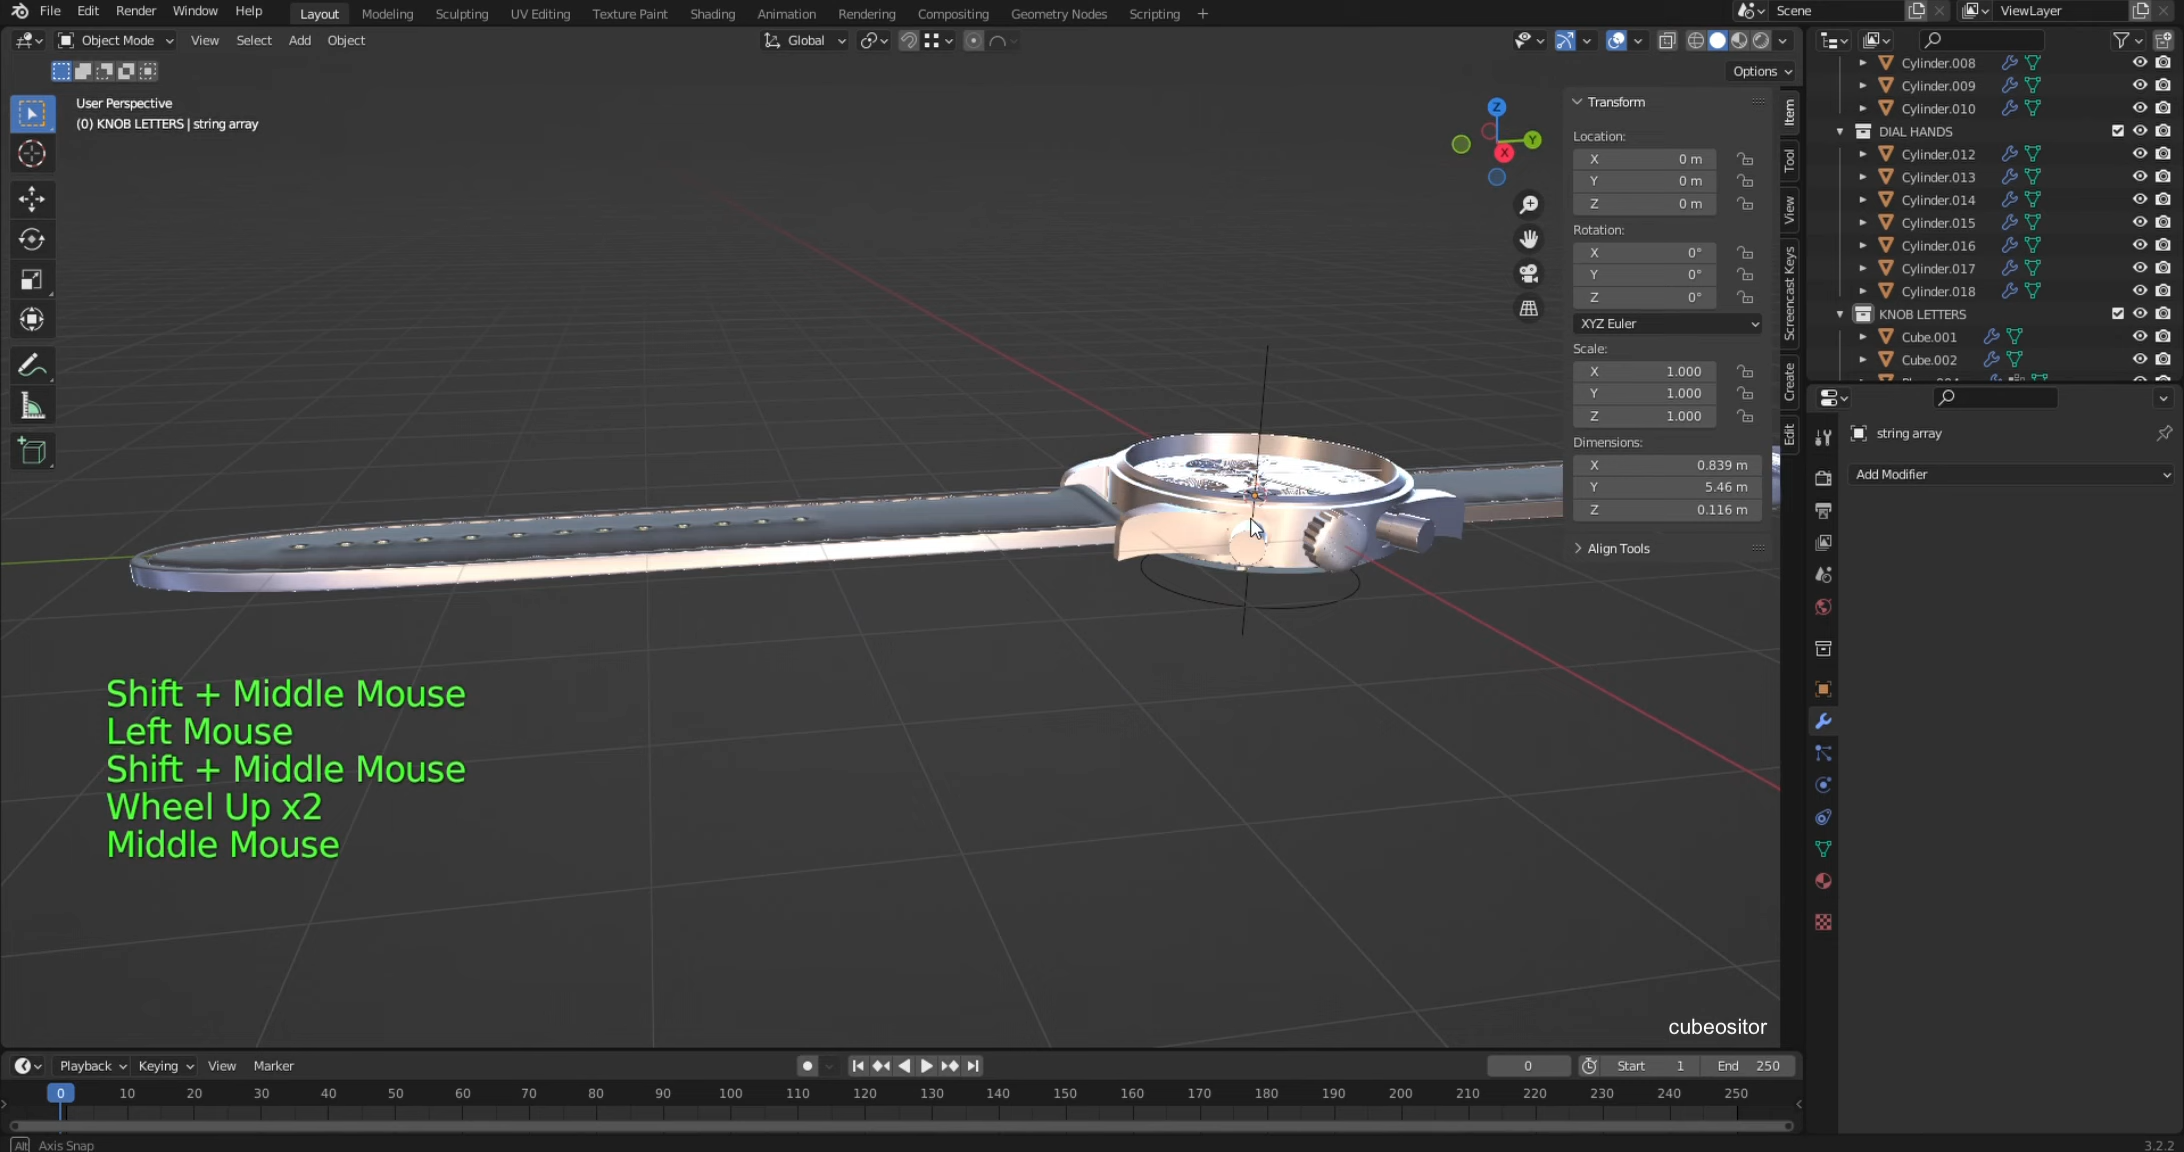 File Edit Render Window Help Layout Modeling Sculpting UV Editing Texture Paint Shading Animation Rendering Compositing Geometry Nodes Scripting + Scene ViewLayer
Object Mode View Select Add Object Global
Options
User Perspective
(0) KNOB LETTERS | string array
Z
Y
X
Transform
Location:
X 0 m
Y 0 m
Z 0 m
Rotation:
X 0°
Y 0°
Z 0°
XYZ Euler
Scale:
X 1.000
Y 1.000
Z 1.000
Dimensions:
X 0.839 m
Y 5.46 m
Z 0.116 m
Align Tools
Item
Tool
View
Screencast Keys
Create
Edit
Cylinder.008
Cylinder.009
Cylinder.010
DIAL HANDS
Cylinder.012
Cylinder.013
Cylinder.014
Cylinder.015
Cylinder.016
Cylinder.017
Cylinder.018
KNOB LETTERS
Cube.001
Cube.002
string array
Add Modifier
Shift + Middle Mouse
Left Mouse
Shift + Middle Mouse
Wheel Up x2
Middle Mouse
cubeositor
Playback Keying View Marker 0 Start 1 End 250
0 10 20 30 40 50 60 70 80 90 100 110 120 130 140 150 160 170 180 190 200 210 220 230 240 250
Alt Axis Snap 3.2.2